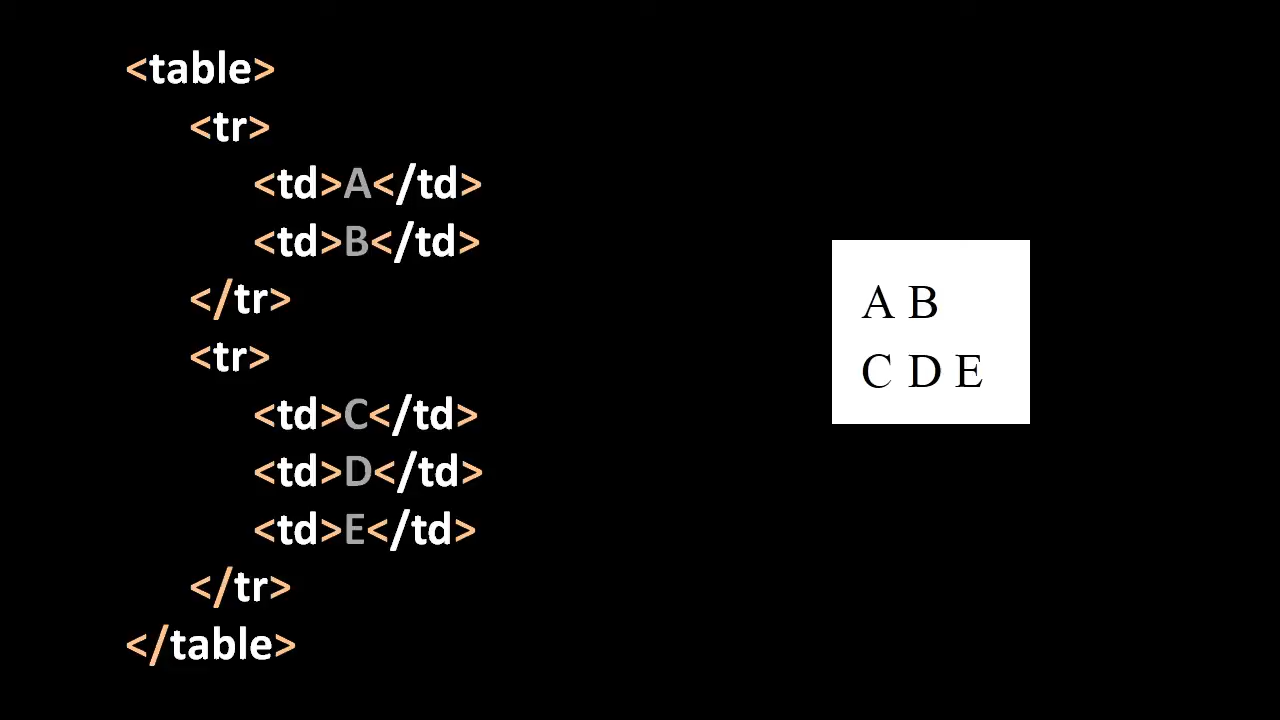 <table>
<tr>
<td>A</td>
<td>B</td>
</tr>
<tr>
<td>C</td>
<td>D</td>
<td>E</td>
</tr>
</table>
A B
C D E